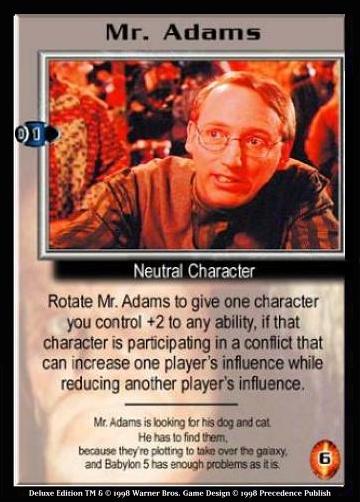 Mr. Adams
1
Neutral Character
Rotate Mr. Adams to give one character
you control +2 to any ability, if that
character is participating in a conflict that
can increase one player's influence while
reducing another player's influence.
Mr. Adams is looking for his dog and cat.
He has to find them,
because they're plotting to take over the galaxy,
and Babylon 5 has enough problems as it is.
6
Deluxe Edition TM & © 1998 Warner Bros. Game Design © 1998 Precedence Publish